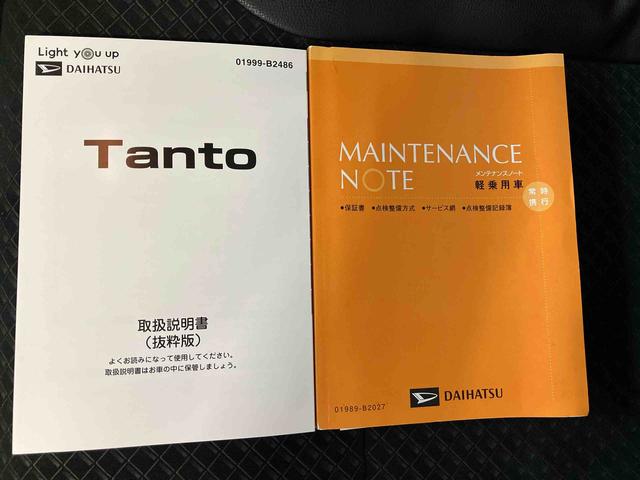 Light you up
DAIHATSU
01999-B2486
Tanto
取扱説明書
（抜粋版）
よくお読みになって使用してください。
取扱説明書はお車の中に保管しましょう。
MAINTENANCE
NOTE
メンテナンスノート
軽乗用車
常時
携行
●保証書 ●点検整備方式 ●サービス網 ●点検整備記録簿
DAIHATSU
01989-B2027